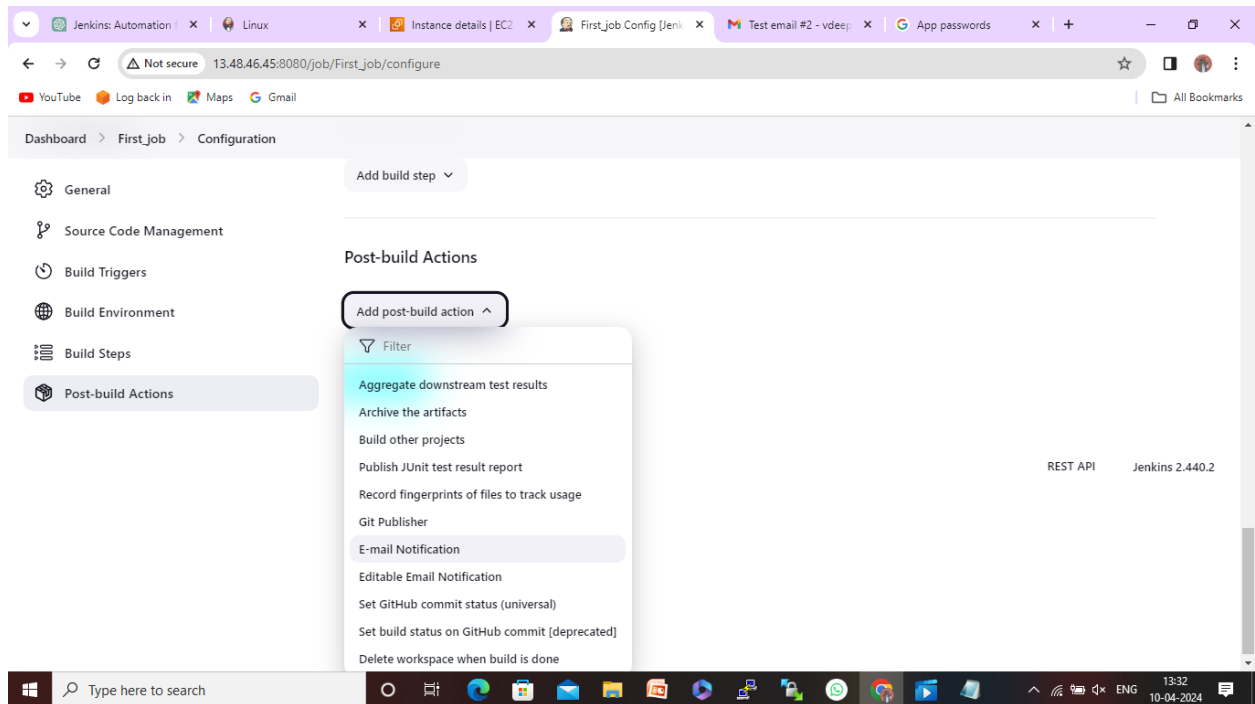 Jenkins: Automation f
Linux
Instance details | EC2
First_job Config [Jenk
Test email #2 - vdeep
App passwords
Not secure 13.48.46.45:8080/job/First_job/configure
YouTube Log back in Maps Gmail All Bookmarks
Dashboard > First_job > Configuration
General
Source Code Management
Build Triggers
Build Environment
Build Steps
Post-build Actions
Add build step
Post-build Actions
Add post-build action
Filter
Aggregate downstream test results
Archive the artifacts
Build other projects
Publish JUnit test result report
Record fingerprints of files to track usage
Git Publisher
E-mail Notification
Editable Email Notification
Set GitHub commit status (universal)
Set build status on GitHub commit [deprecated]
Delete workspace when build is done
REST API Jenkins 2.440.2
Type here to search
ENG
13:32
10-04-2024